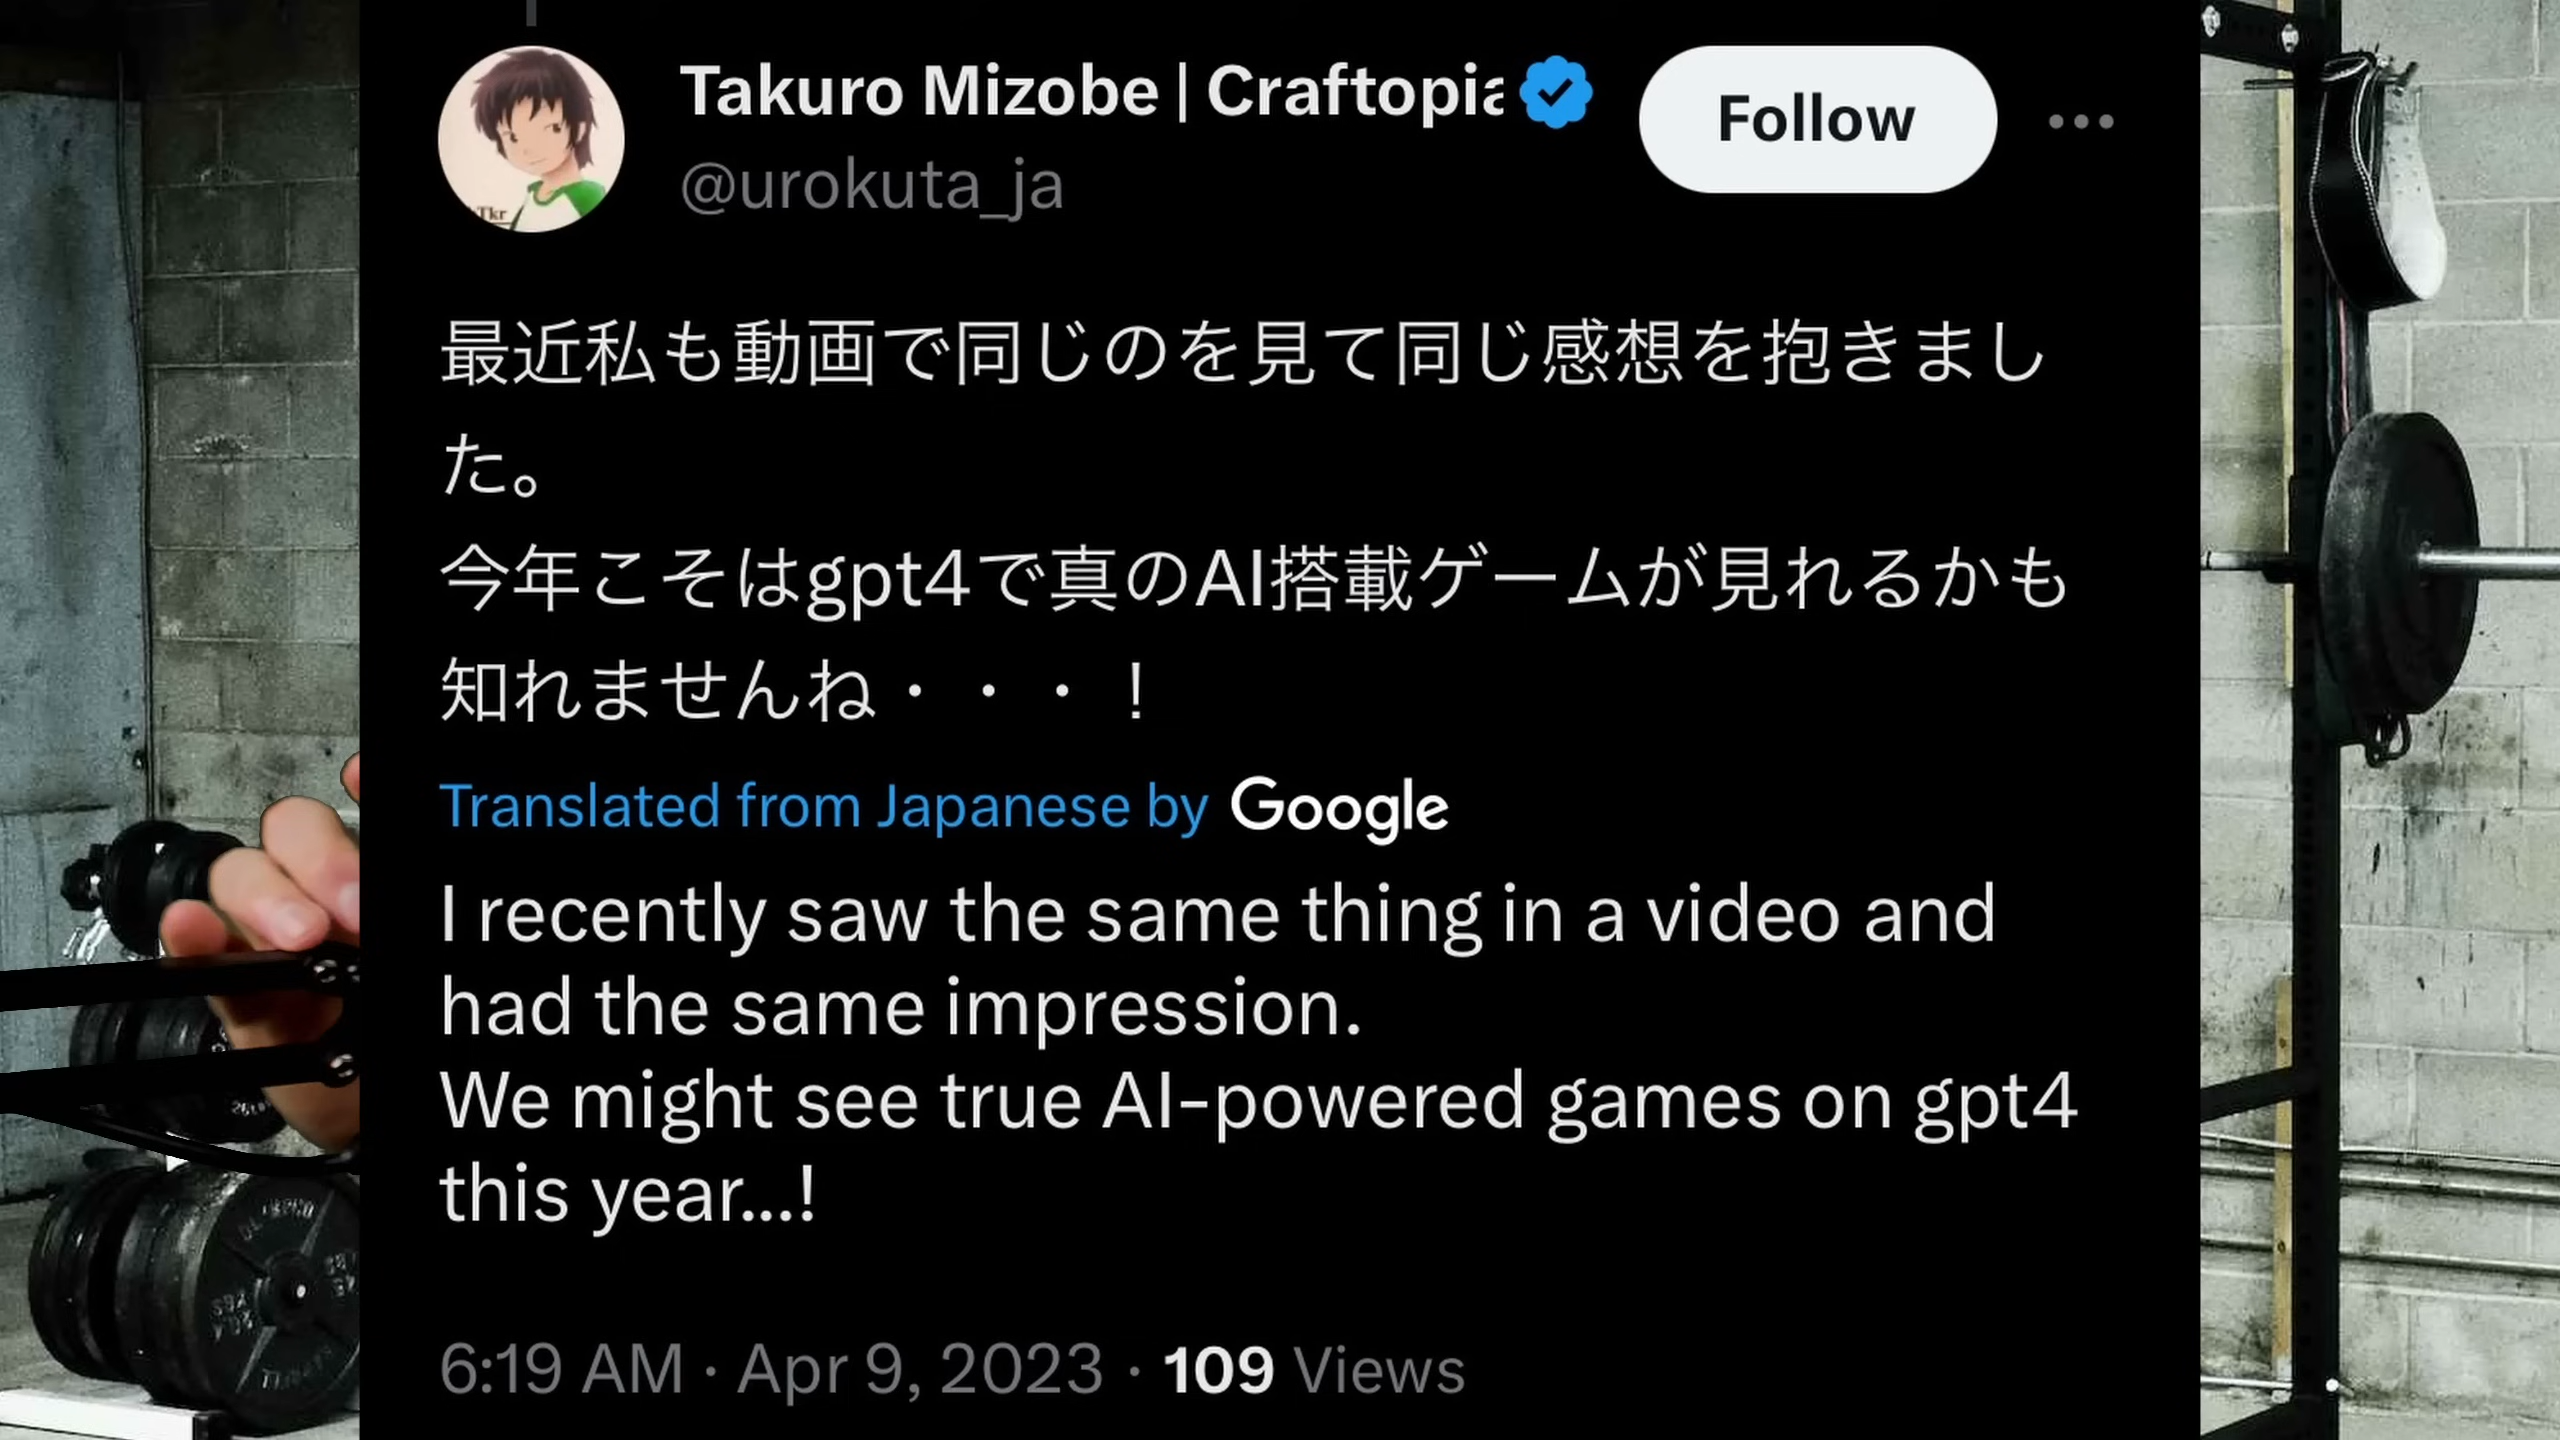 Takuro Mizobe | Craftopia
@urokuta_ja
Follow
Tkr
最近私も動画で同じのを見て同じ感想を抱きまし
た。
今年こそはgpt4で真のAI搭載ゲームが見れるかも
知れませんね・・・！
Translated from Japanese by Google
I recently saw the same thing in a video and
had the same impression.
We might see true AI-powered games on gpt4
this year...!
6:19 AM · Apr 9, 2023 · 109 Views